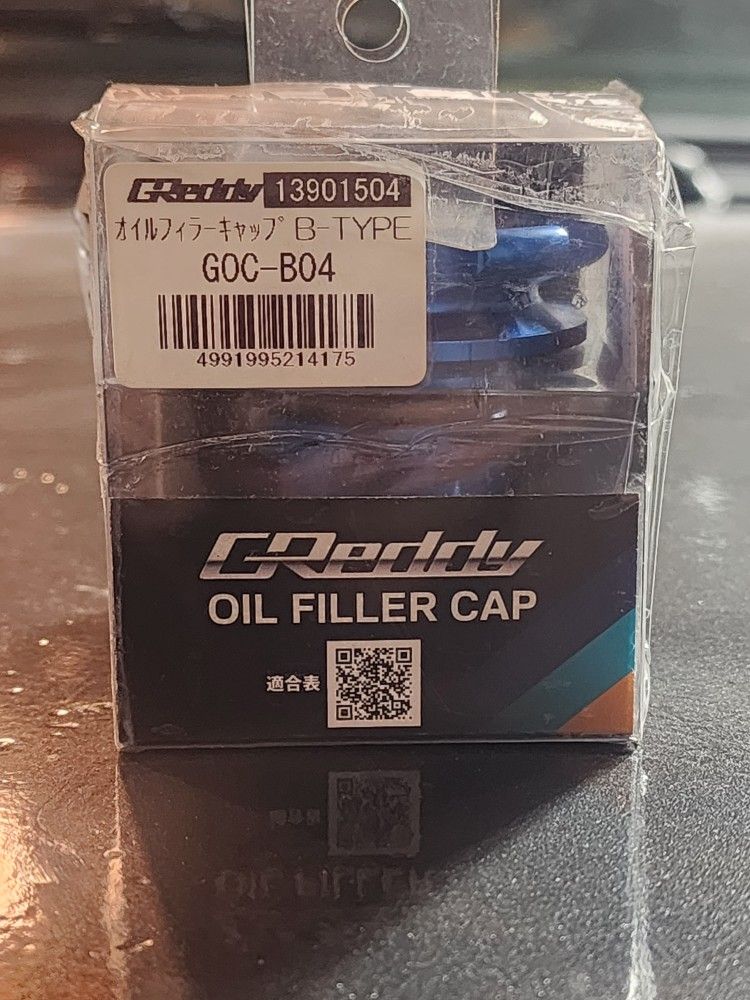 GReddy 13901504
オイルフィラーキャップ B-TYPE
GOC-B04
4991995214175
GReddy
OIL FILLER CAP
適合表